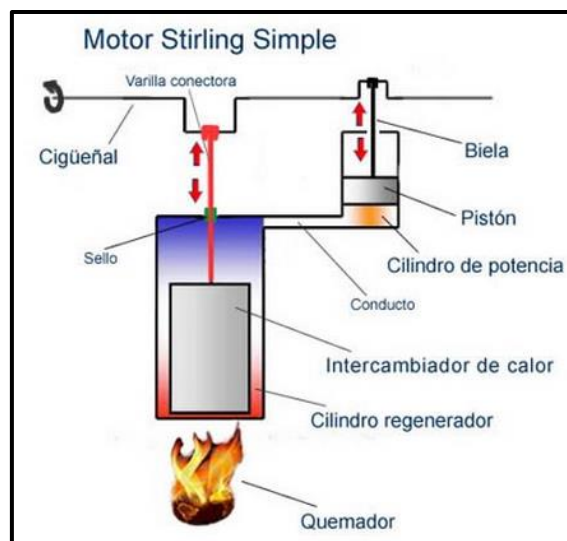 Motor Stirling Simple
Varilla conectora
Cigüeñal
Biela
Pistón
Sello
Cilindro de potencia
Conducto
Intercambiador de calor
Cilindro regenerador
Quemador